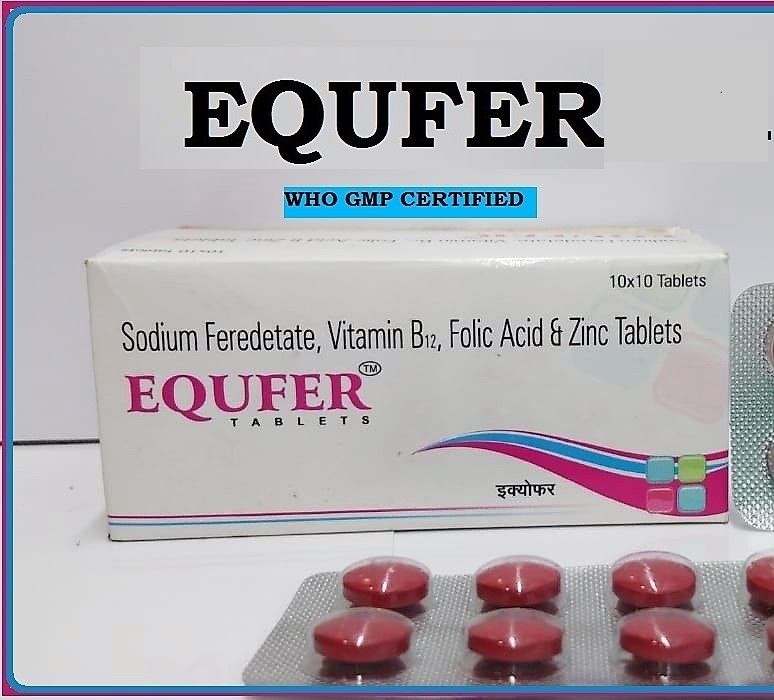 EQUFER
WHO GMP CERTIFIED
10x10 Tablets
Sodium Feredetate, Vitamin B₁₂, Folic Acid & Zinc Tablets
EQUFER™
TABLETS
इक्योफर